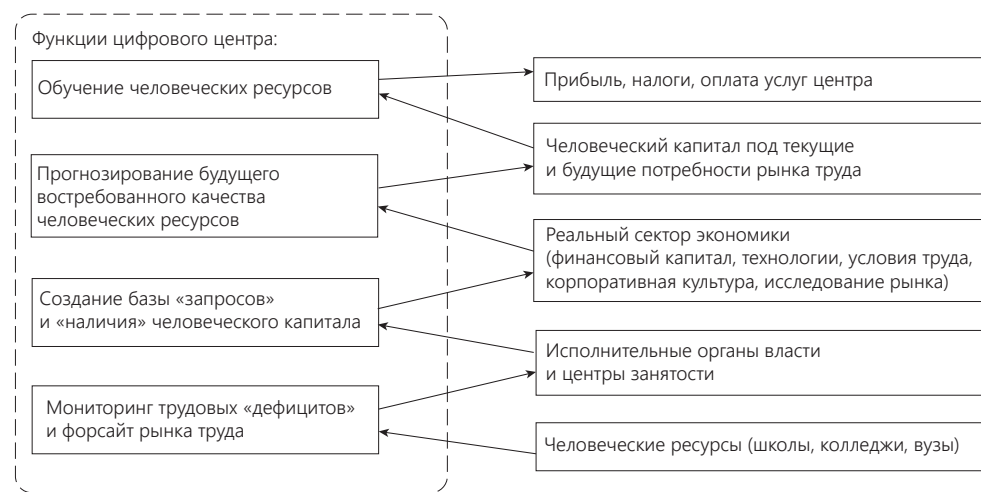 Функции цифрового центра:
Обучение человеческих ресурсов
Прогнозирование будущего
востребованного качества
человеческих ресурсов
Создание базы «запросов»
и «наличия» человеческого капитала
Мониторинг трудовых «дефицитов»
и форсайт рынка труда
Прибыль, налоги, оплата услуг центра
Человеческий капитал под текущие
и будущие потребности рынка труда
Реальный сектор экономики
(финансовый капитал, технологии, условия труда,
корпоративная культура, исследование рынка)
Исполнительные органы власти
и центры занятости
Человеческие ресурсы (школы, колледжи, вузы)